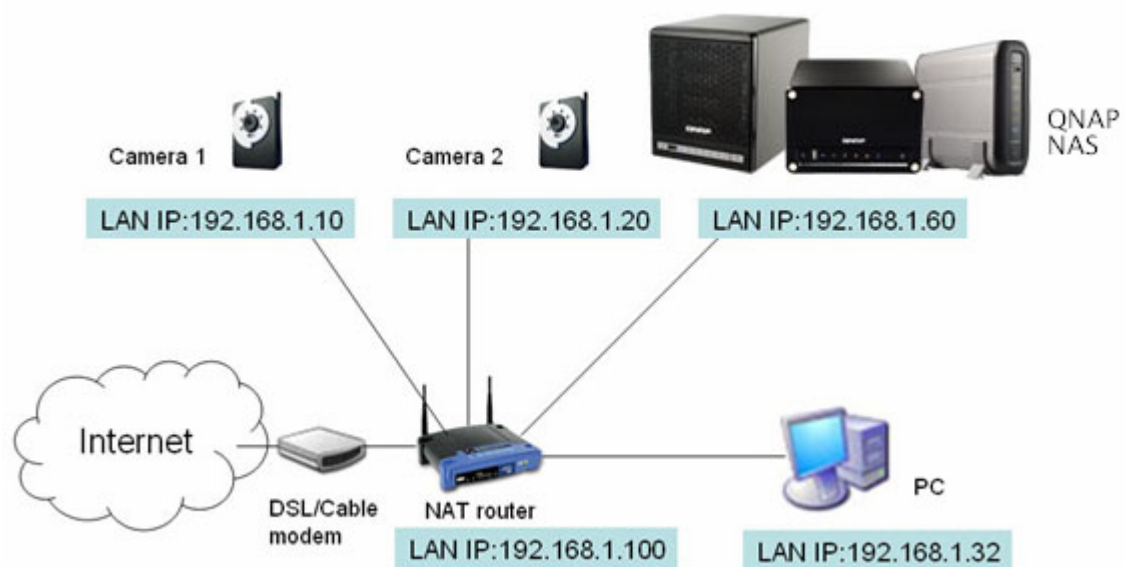 QNAP
NAS
Camera 1
Camera 2
LAN IP:192.168.1.10
LAN IP:192.168.1.20
LAN IP:192.168.1.60
Internet
DSL/Cable
modem
NAT router
PC
LAN IP:192.168.1.100
LAN IP:192.168.1.32